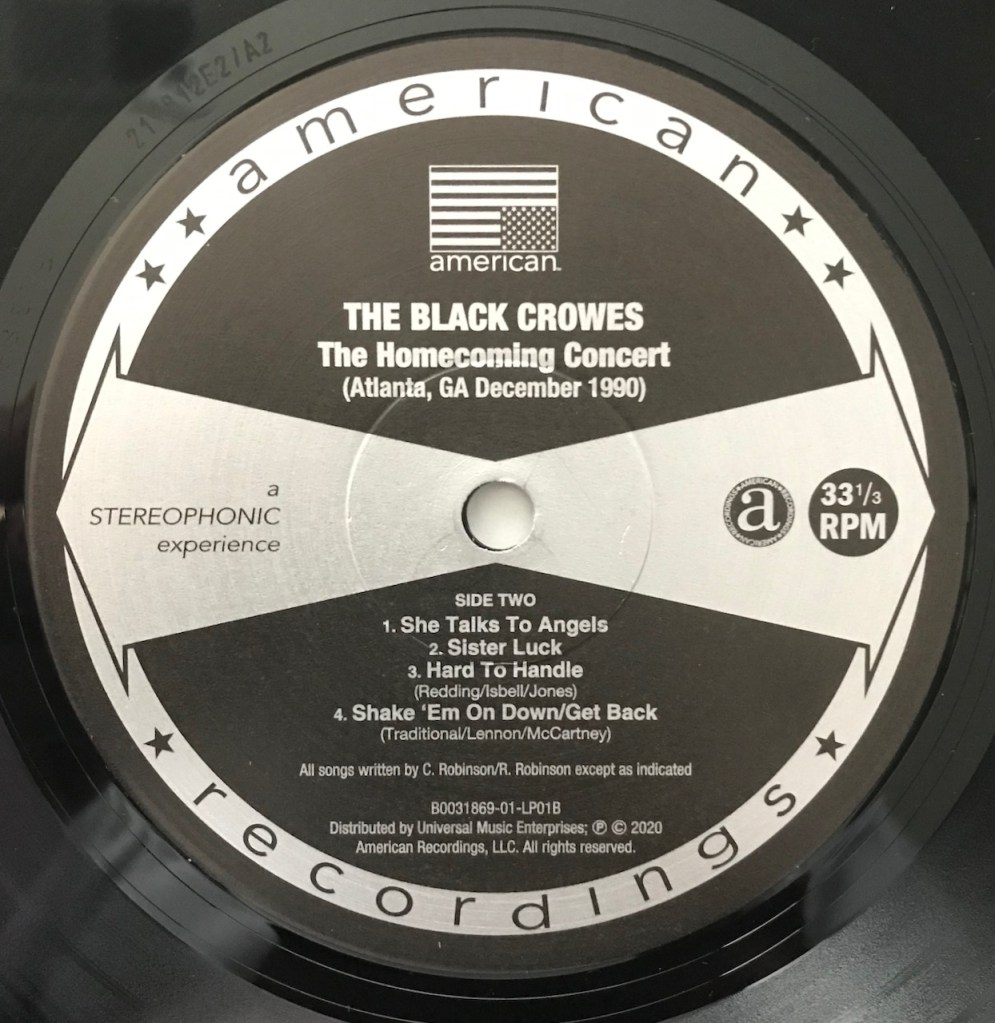 american
american
THE BLACK CROWES
The Homecoming Concert
(Atlanta, GA December 1990)
a
STEREOPHONIC
experience
a
33 1/3
RPM
SIDE TWO
1. She Talks To Angels
2. Sister Luck
3. Hard To Handle
(Redding/Isbell/Jones)
4. Shake ‘Em On Down/Get Back
(Traditional/Lennon/McCartney)
All songs written by C. Robinson/R. Robinson except as indicated
B0031869-01-LP01B
Distributed by Universal Music Enterprises; ℗ © 2020
American Recordings, LLC. All rights reserved.
recordings